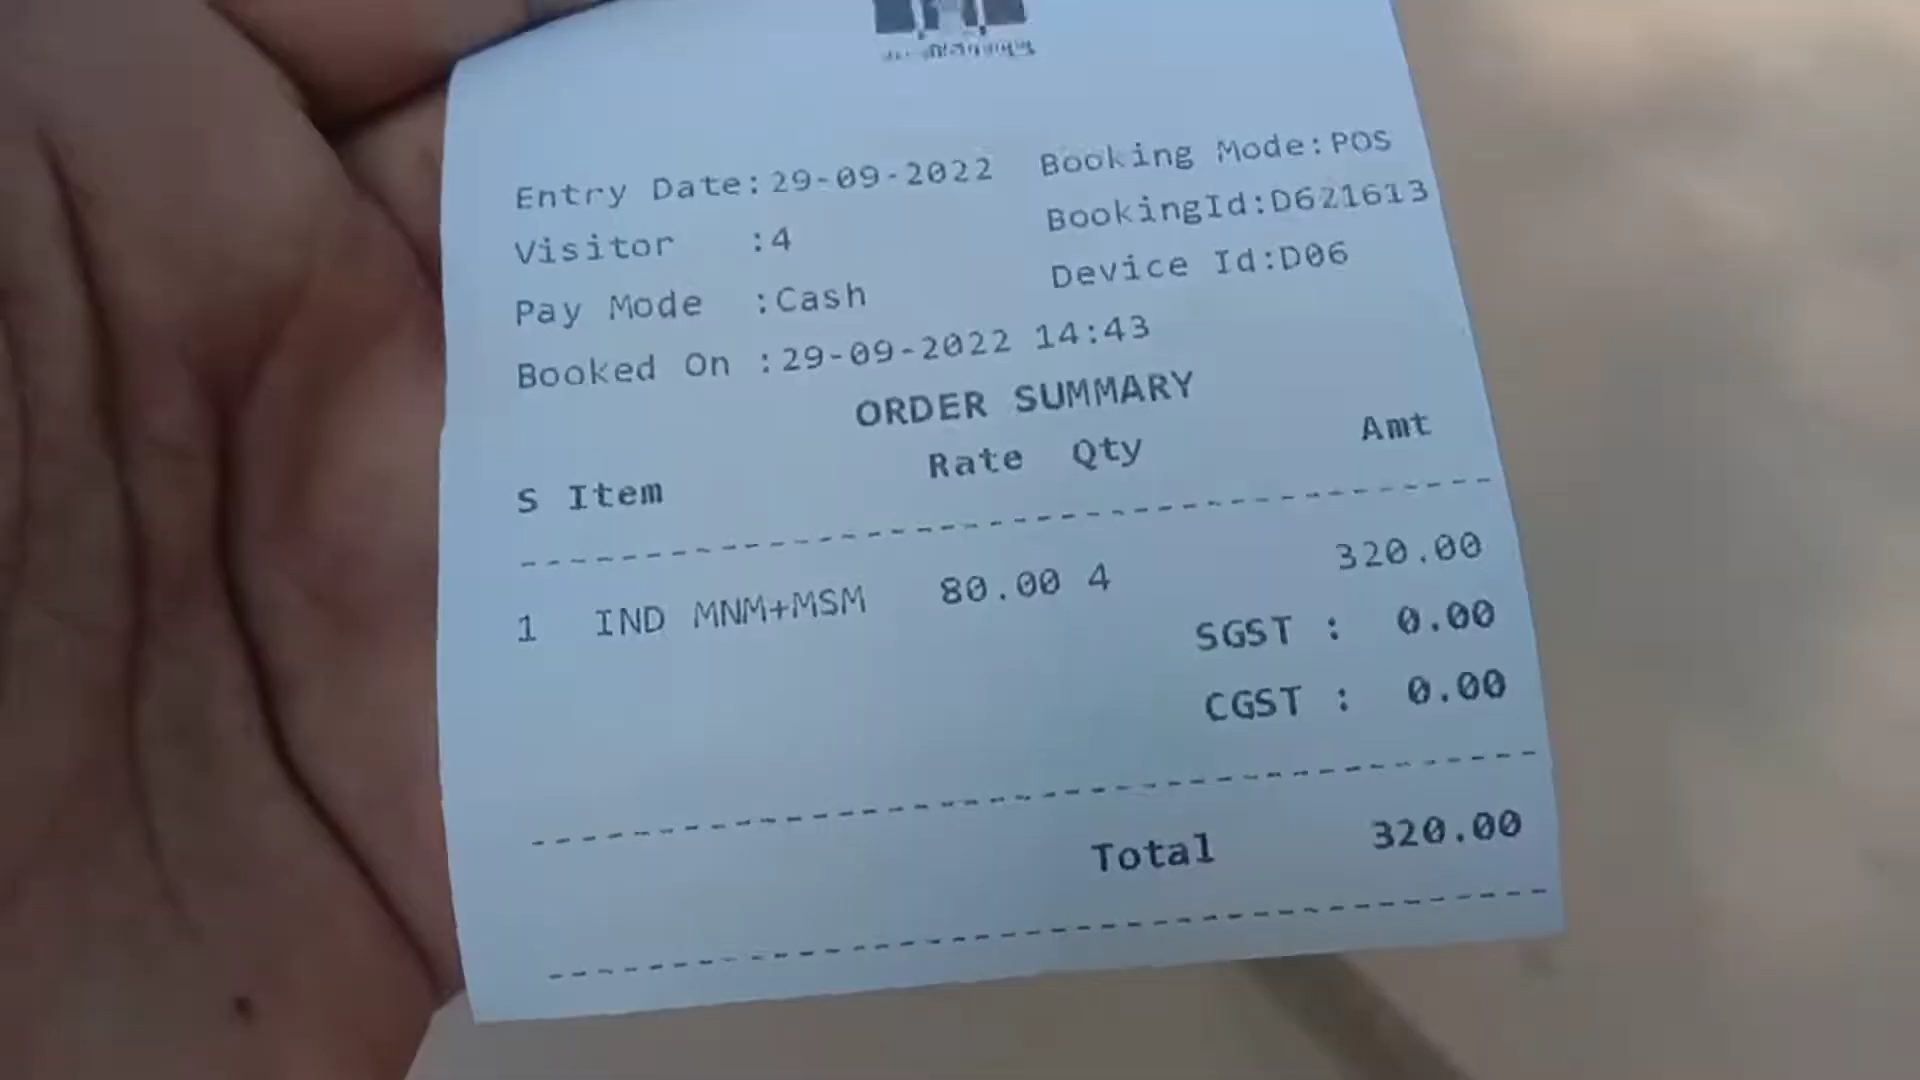 Entry Date:29-09-2022 Booking Mode:POS
Visitor :4 BookingId:D621613
Pay Mode :Cash Device Id:D06
Booked On :29-09-2022 14:43
ORDER SUMMARY
S Item Rate Qty Amt
1 IND MNM+MSM 80.00 4 320.00
SGST : 0.00
CGST : 0.00
Total 320.00